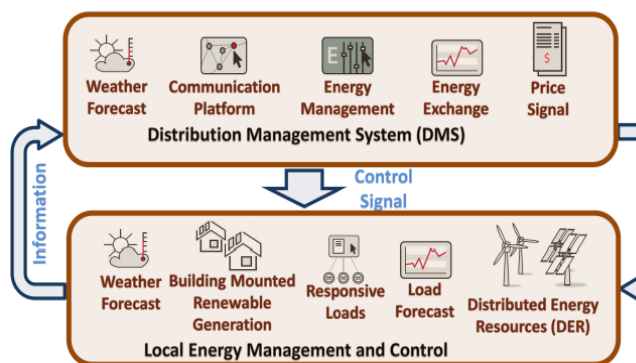 Weather
Forecast
Communication
Platform
E
Energy
Management
Energy
Exchange
$
Price
Signal
Distribution Management System (DMS)
Information
Control
Signal
Weather
Forecast
Building Mounted
Renewable
Generation
Responsive
Loads
Load
Forecast
Distributed Energy
Resources (DER)
Local Energy Management and Control